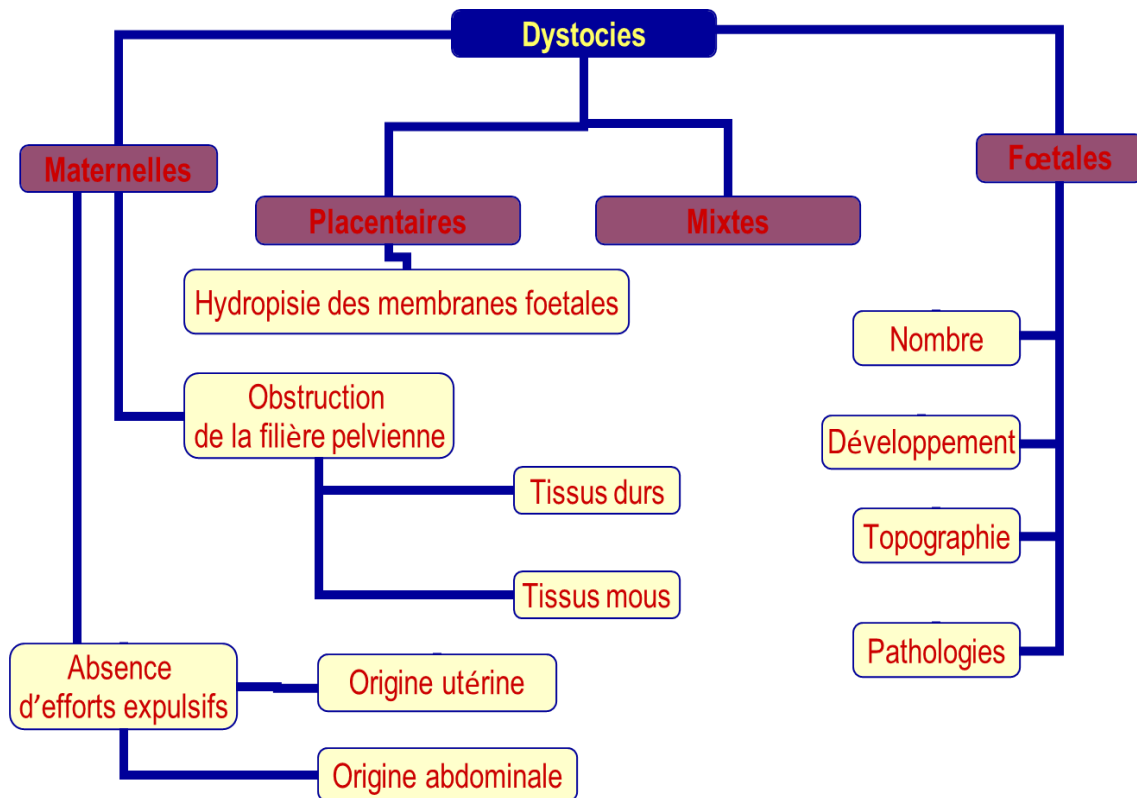 Dystocies
Maternelles
Fœtales
Placentaires
Mixtes
Hydropisie des membranes foetales
Nombre
Obstruction
de la filière pelvienne
Développement
Tissus durs
Topographie
Tissus mous
Absence
d’efforts expulsifs
Origine utérine
Pathologies
Origine abdominale